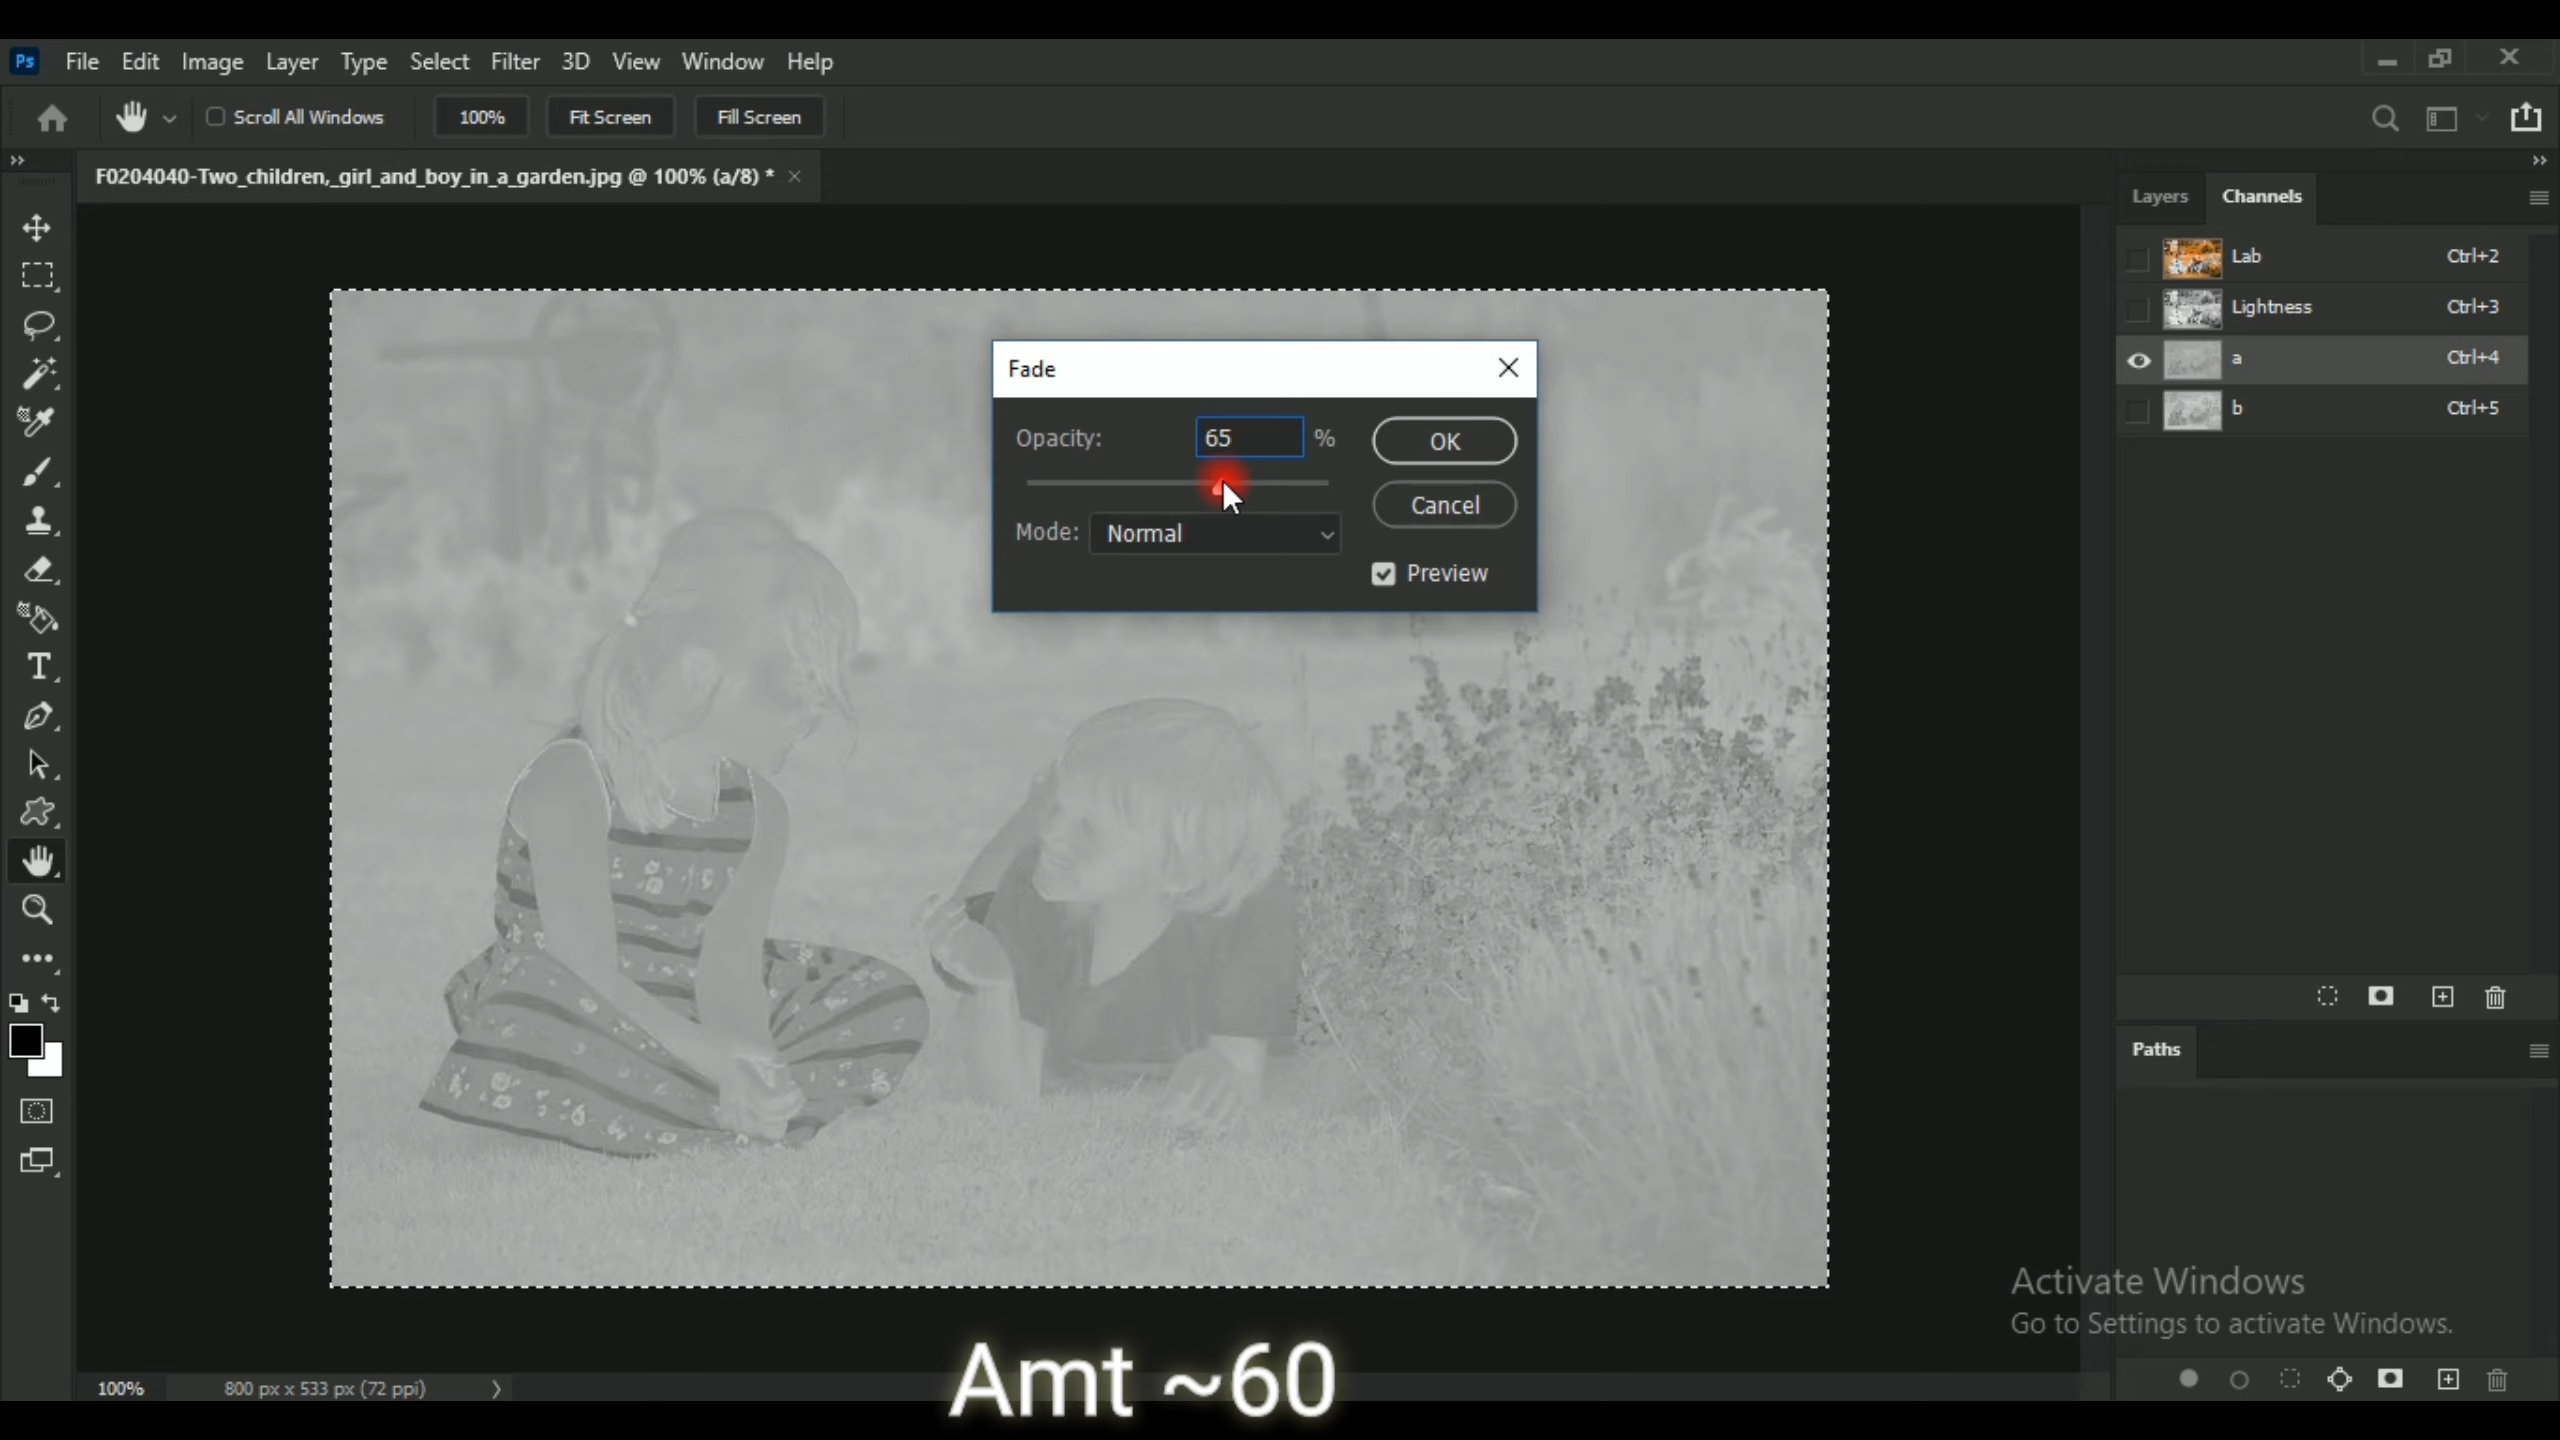 Ps File Edit Image Layer Type Select Filter 3D View Window Help
Scroll All Windows 100% Fit Screen Fill Screen
F0204040-Two_children,_girl_and_boy_in_a_garden.jpg @ 100% (a/8) *
Layers Channels
Lab Ctrl+2
Lightness Ctrl+3
a Ctrl+4
b Ctrl+5
Fade
Opacity: 65 % OK
Cancel
Mode: Normal
Preview
Paths
Activate Windows
Go to Settings to activate Windows.
100% 800 px x 533 px (72 ppi)
Amt ~60